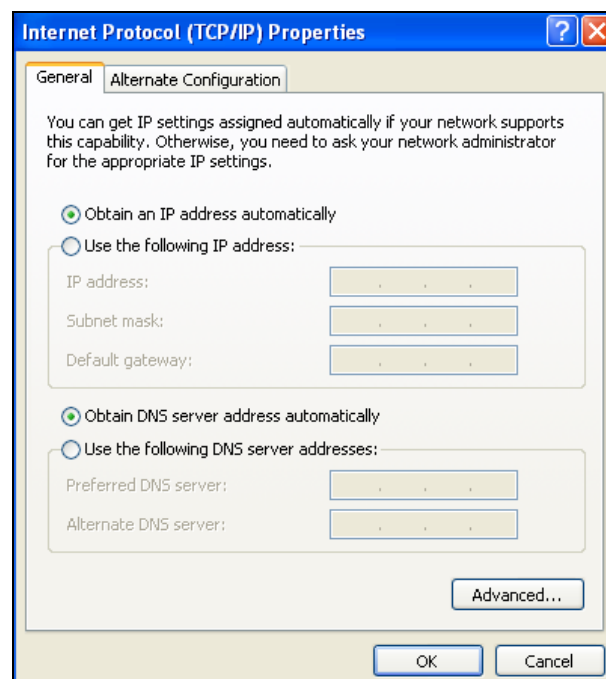 Internet Protocol (TCP/IP) Properties
General
Alternate Configuration
You can get IP settings assigned automatically if your network supports
this capability. Otherwise, you need to ask your network administrator
for the appropriate IP settings.
Obtain an IP address automatically
Use the following IP address:
IP address:
Subnet mask:
Default gateway:
Obtain DNS server address automatically
Use the following DNS server addresses:
Preferred DNS server:
Alternate DNS server:
Advanced...
OK
Cancel